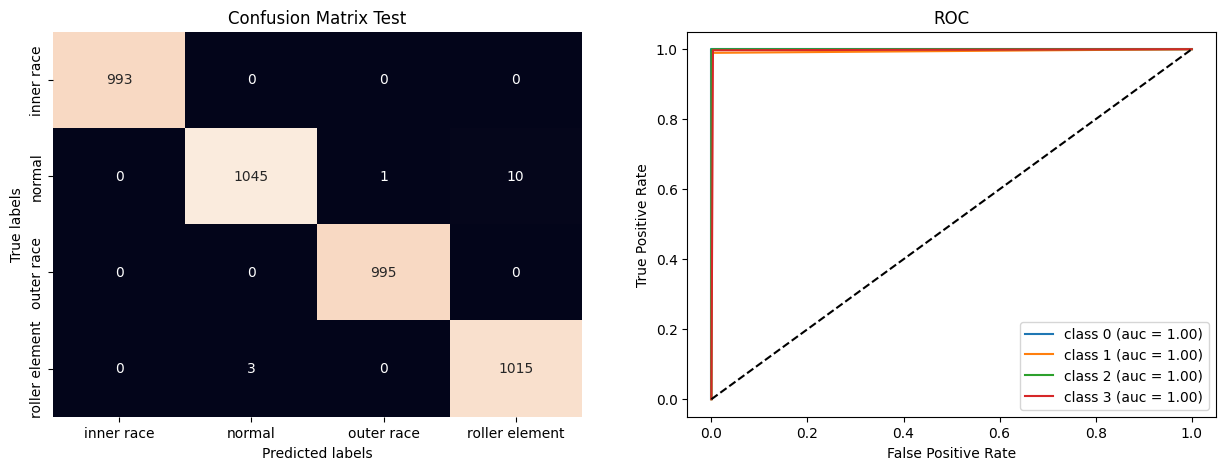 Confusion Matrix Test
True labels
inner race
normal
outer race
roller element
993 0 0 0
0 1045 1 10
0 0 995 0
0 3 0 1015
inner race normal outer race roller element
Predicted labels
ROC
True Positive Rate
1.0
0.8
0.6
0.4
0.2
0.0
class 0 (auc = 1.00)
class 1 (auc = 1.00)
class 2 (auc = 1.00)
class 3 (auc = 1.00)
0.0 0.2 0.4 0.6 0.8 1.0
False Positive Rate